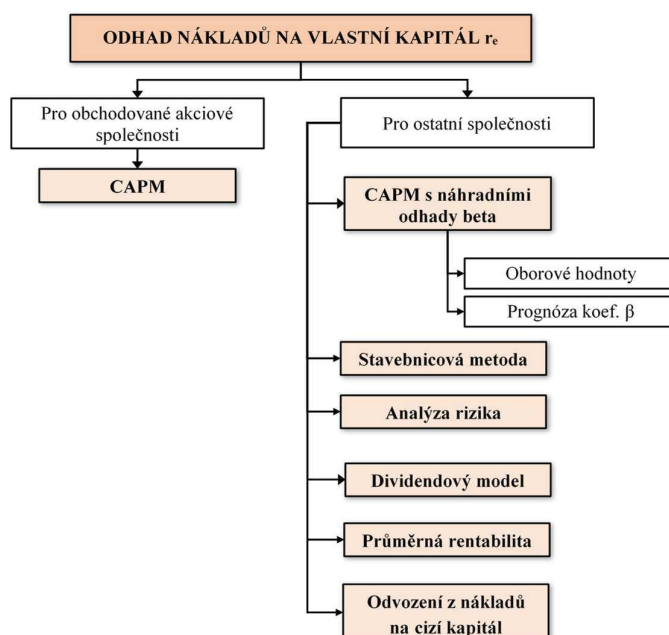 ODHAD NÁKLADŮ NA VLASTNÍ KAPITÁL rₑ
Pro obchodované akciové
společnosti
Pro ostatní společnosti
CAPM
CAPM s náhradními
odhady beta
Oborové hodnoty
Prognóza koef. β
Stavebnicová metoda
Analýza rizika
Dividendový model
Průměrná rentabilita
Odvození z nákladů
na cizí kapitál